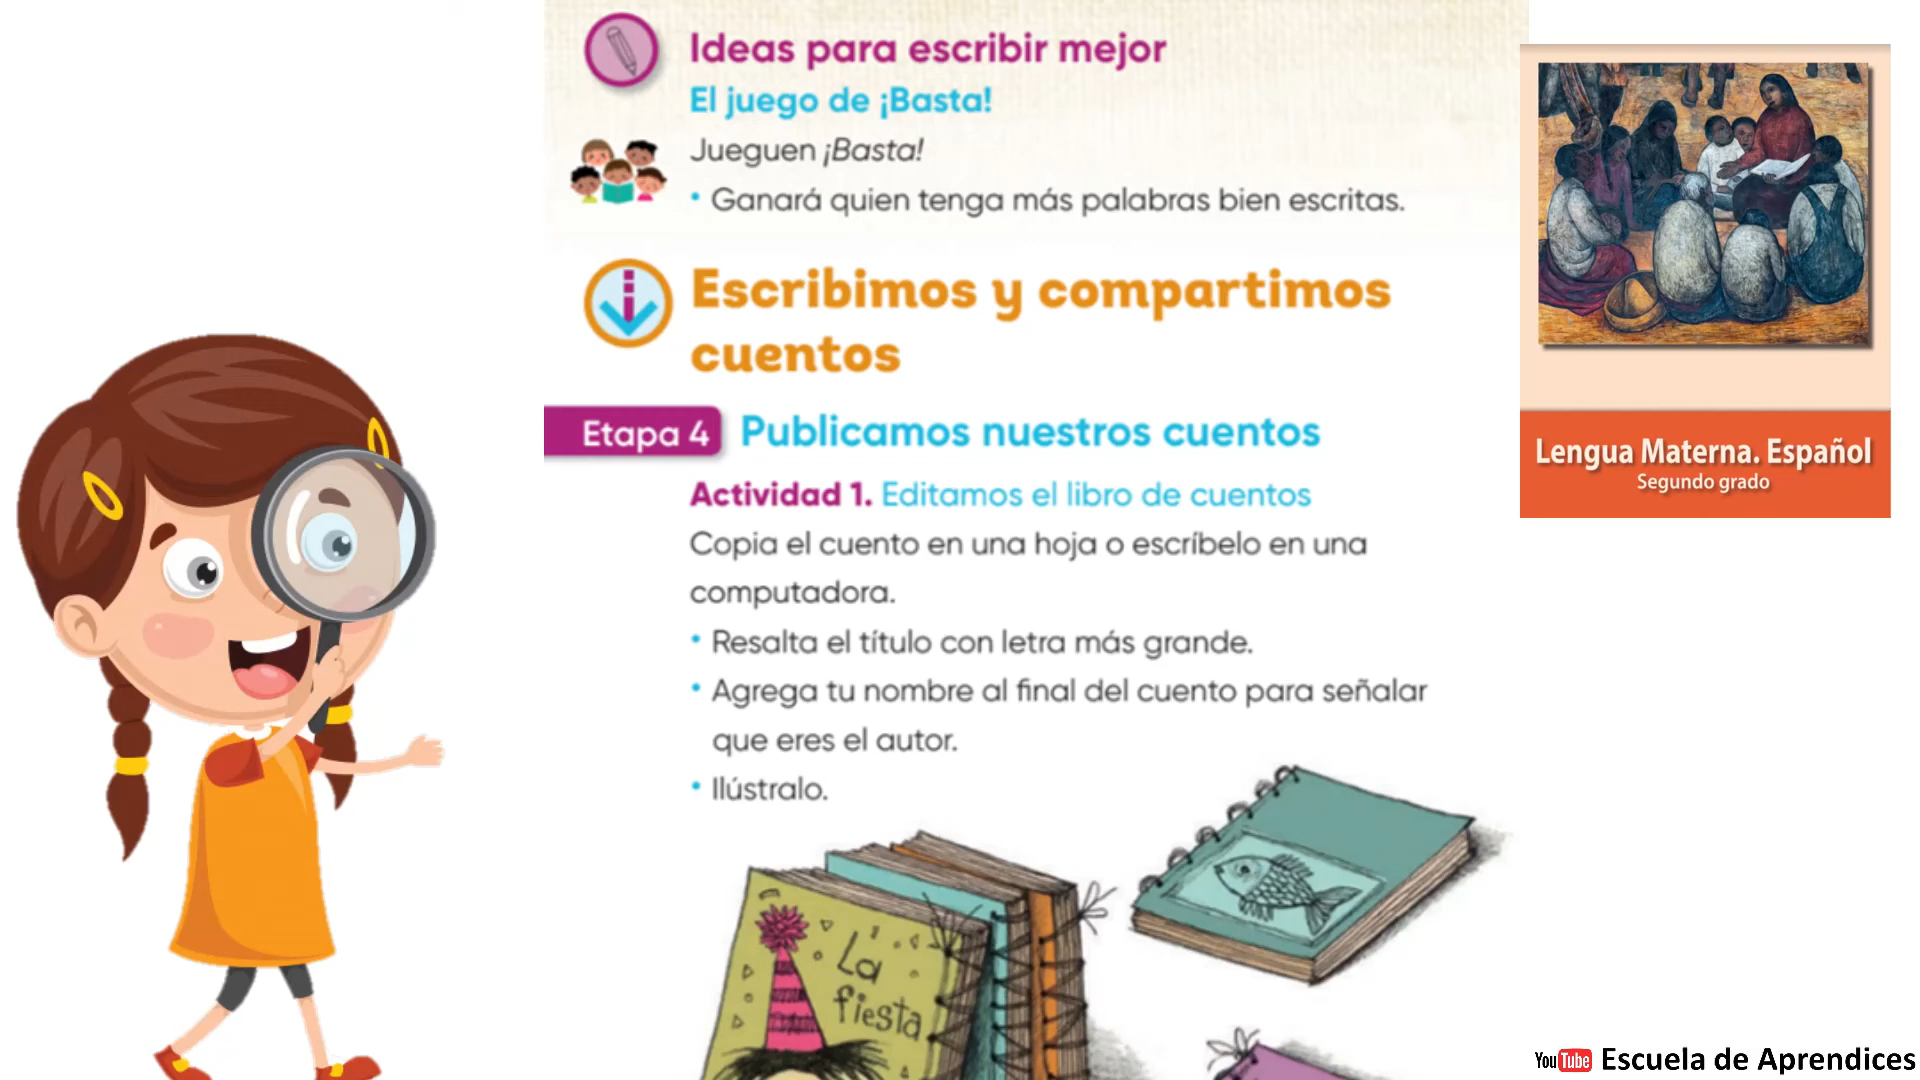 Ideas para escribir mejor
El juego de ¡Basta!
Jueguen ¡Basta!
• Ganará quien tenga más palabras bien escritas.
Escribimos y compartimos
cuentos
Etapa 4 Publicamos nuestros cuentos
Actividad 1. Editamos el libro de cuentos
Copia el cuento en una hoja o escríbelo en una
computadora.
• Resalta el título con letra más grande.
• Agrega tu nombre al final del cuento para señalar
que eres el autor.
• Ilústralo.
La
fiesta
Lengua Materna. Español
Segundo grado
YouTube Escuela de Aprendices